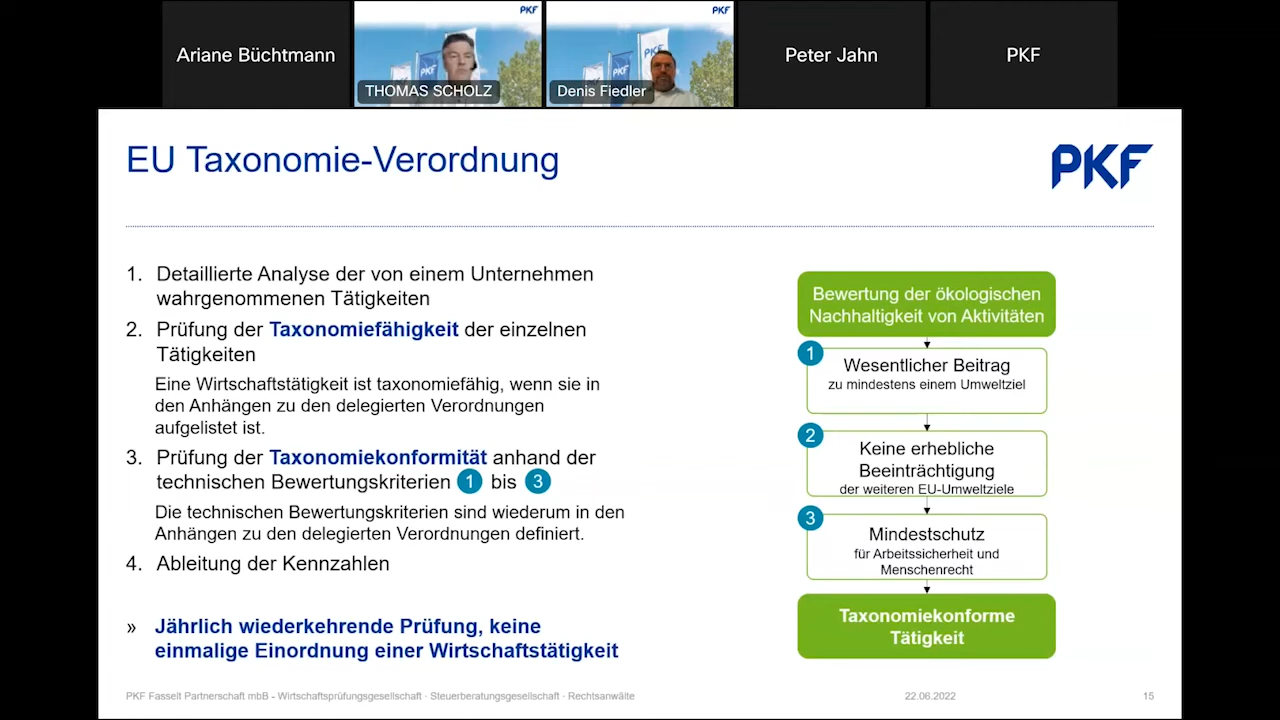 Ariane Büchtmann
PKF
PKF
PKF
PKF
THOMAS SCHOLZ
PKF
PKF
PKF
Denis Fiedler
Peter Jahn
PKF
EU Taxonomie-Verordnung
PKF
1. Detaillierte Analyse der von einem Unternehmen
wahrgenommenen Tätigkeiten
2. Prüfung der Taxonomiefähigkeit der einzelnen
Tätigkeiten
Eine Wirtschaftstätigkeit ist taxonomiefähig, wenn sie in
den Anhängen zu den delegierten Verordnungen
aufgelistet ist.
3. Prüfung der Taxonomiekonformität anhand der
technischen Bewertungskriterien 1 bis 3
Die technischen Bewertungskriterien sind wiederum in den
Anhängen zu den delegierten Verordnungen definiert.
4. Ableitung der Kennzahlen
» Jährlich wiederkehrende Prüfung, keine
einmalige Einordnung einer Wirtschaftstätigkeit
Bewertung der ökologischen
Nachhaltigkeit von Aktivitäten
1
Wesentlicher Beitrag
zu mindestens einem Umweltziel
2
Keine erhebliche
Beeinträchtigung
der weiteren EU-Umweltziele
3
Mindestschutz
für Arbeitssicherheit und
Menschenrecht
Taxonomiekonforme
Tätigkeit
PKF Fasselt Partnerschaft mbB - Wirtschaftsprüfungsgesellschaft · Steuerberatungsgesellschaft · Rechtsanwälte
22.06.2022
15